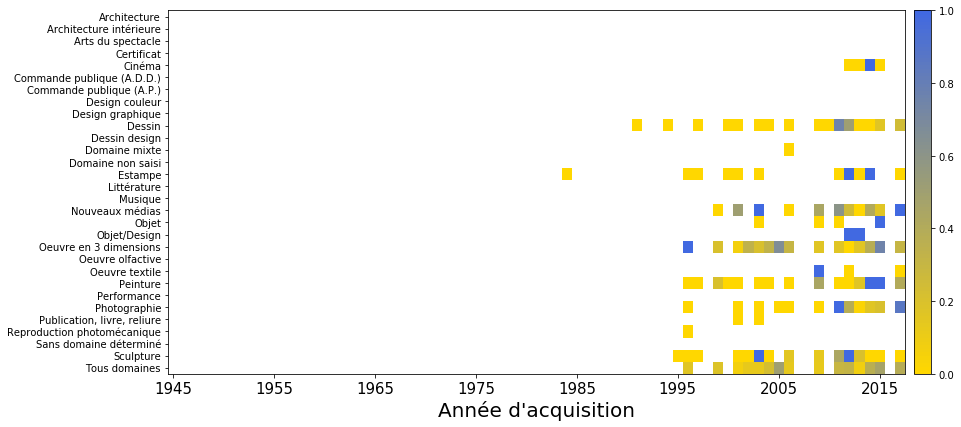 Architecture
Architecture intérieure
Arts du spectacle
Certificat
Cinéma
Commande publique (A.D.D.)
Commande publique (A.P.)
Design couleur
Design graphique
Dessin
Dessin design
Domaine mixte
Domaine non saisi
Estampe
Littérature
Musique
Nouveaux médias
Objet
Objet/Design
Oeuvre en 3 dimensions
Oeuvre olfactive
Oeuvre textile
Peinture
Performance
Photographie
Publication, livre, reliure
Reproduction photomécanique
Sans domaine déterminé
Sculpture
Tous domaines
1945 1955 1965 1975 1985 1995 2005 2015
Année d'acquisition
1.0
0.8
0.6
0.4
0.2
0.0